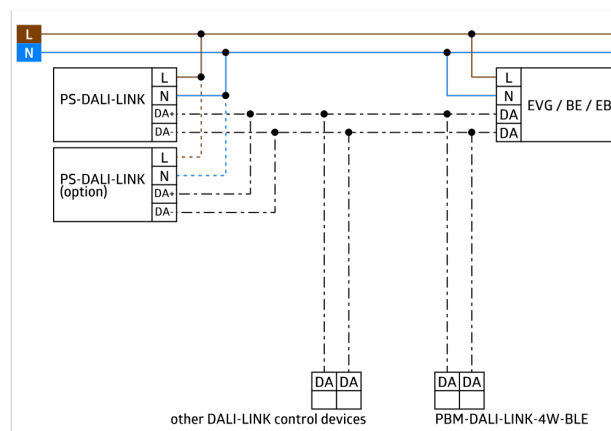 L
N
PS-DALI-LINK
L
N
DA+
DA-
PS-DALI-LINK
(option)
L
N
DA+
DA-
L
N
DA
DA
EVG / BE / EB
DA DA
other DALI-LINK control devices
DA DA
PBM-DALI-LINK-4W-BLE